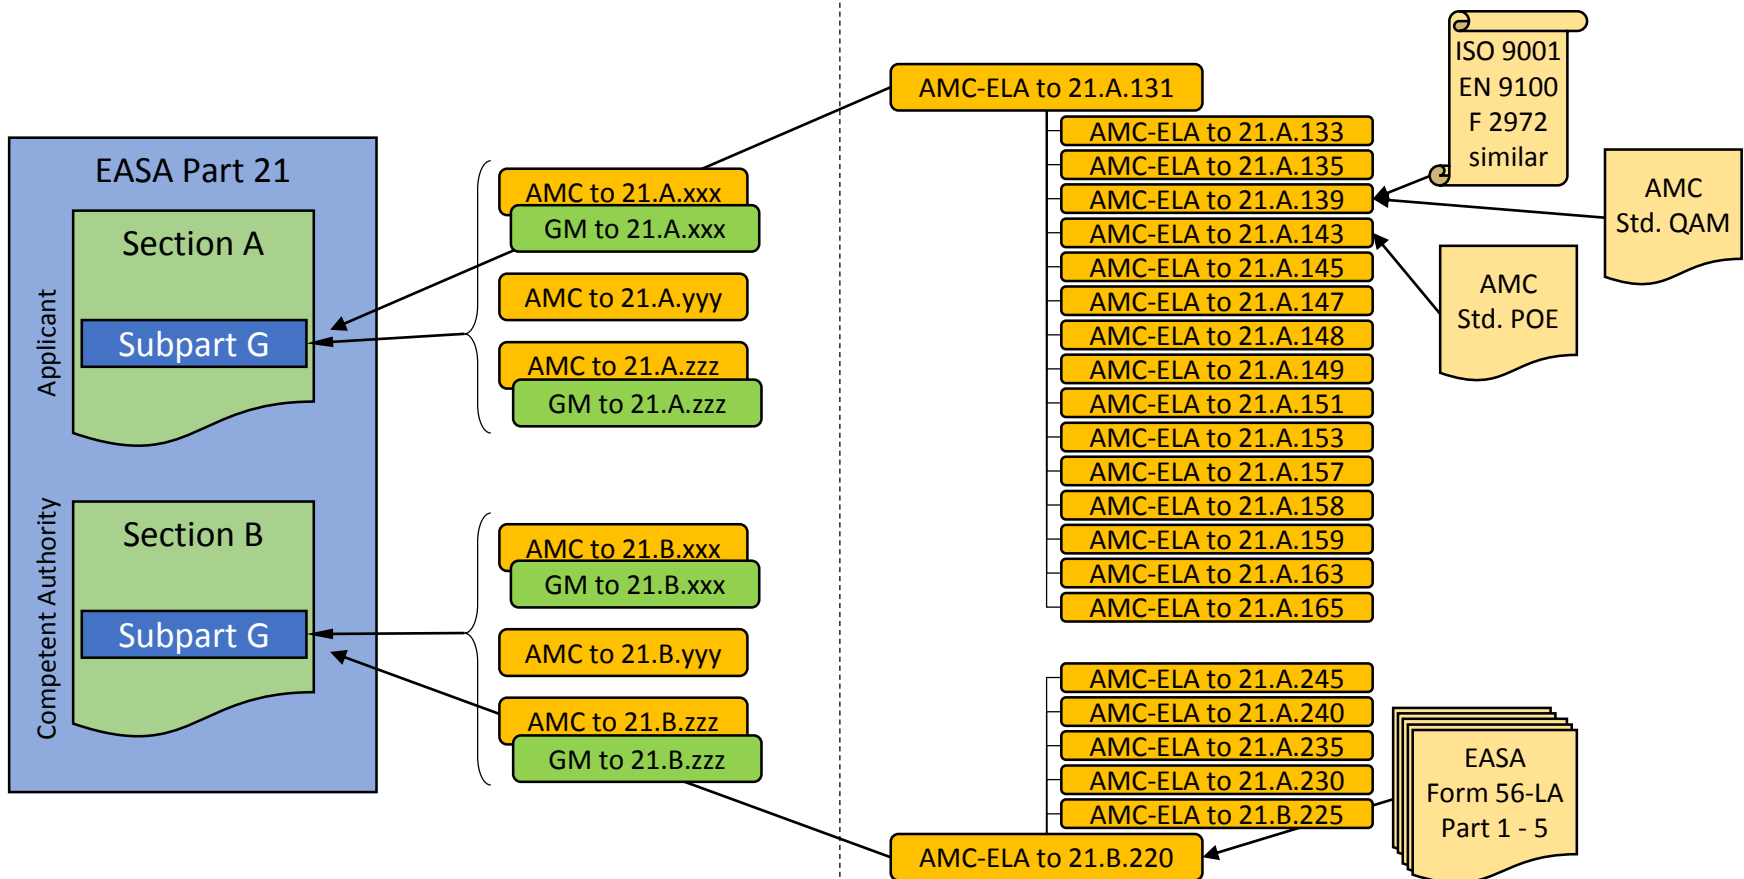 EASA Part 21
Applicant
Section A
Subpart G
Competent Authority
Section B
Subpart G
AMC to 21.A.xxx
GM to 21.A.xxx
AMC to 21.A.yyy
AMC to 21.A.zzz
GM to 21.A.zzz
AMC to 21.B.xxx
GM to 21.B.xxx
AMC to 21.B.yyy
AMC to 21.B.zzz
GM to 21.B.zzz
AMC-ELA to 21.A.131
AMC-ELA to 21.A.133
AMC-ELA to 21.A.135
AMC-ELA to 21.A.139
AMC-ELA to 21.A.143
AMC-ELA to 21.A.145
AMC-ELA to 21.A.147
AMC-ELA to 21.A.148
AMC-ELA to 21.A.149
AMC-ELA to 21.A.151
AMC-ELA to 21.A.153
AMC-ELA to 21.A.157
AMC-ELA to 21.A.158
AMC-ELA to 21.A.159
AMC-ELA to 21.A.163
AMC-ELA to 21.A.165
AMC-ELA to 21.A.245
AMC-ELA to 21.A.240
AMC-ELA to 21.A.235
AMC-ELA to 21.A.230
AMC-ELA to 21.B.225
AMC-ELA to 21.B.220
ISO 9001
EN 9100
F 2972
similar
AMC
Std. QAM
AMC
Std. POE
EASA
Form 56-LA
Part 1 - 5